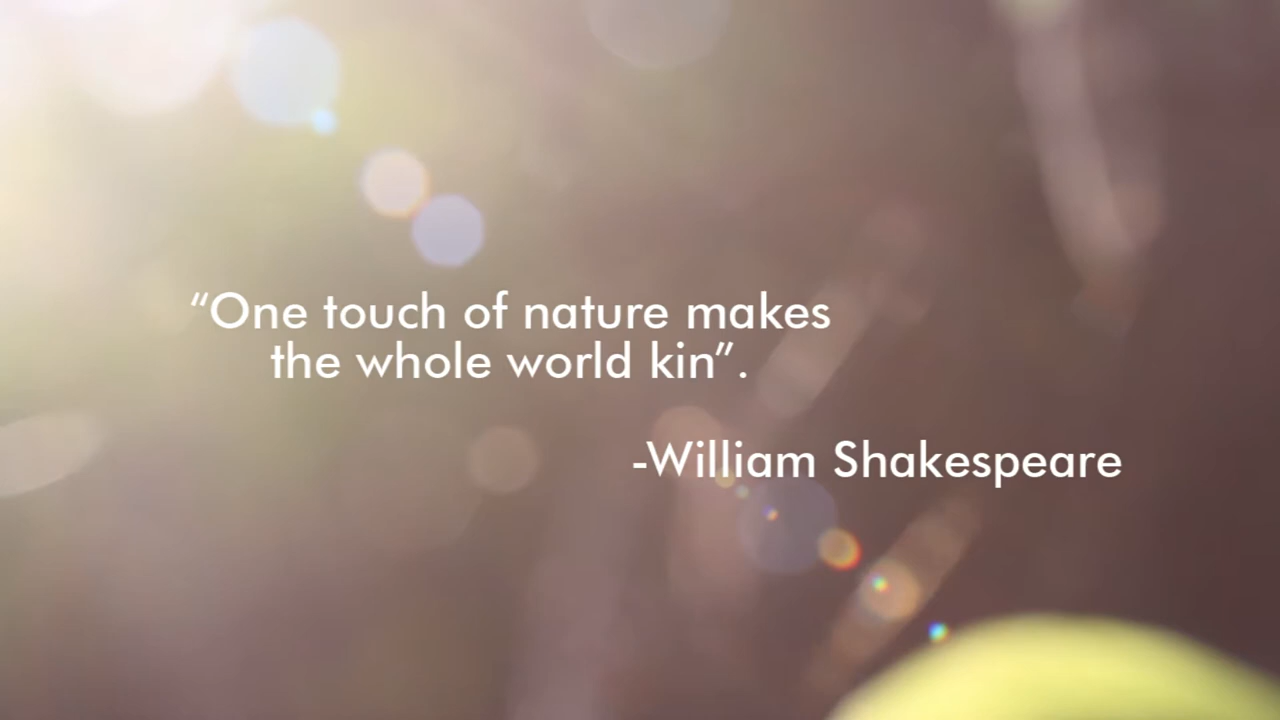 “One touch of nature makes
the whole world kin”.
-William Shakespeare